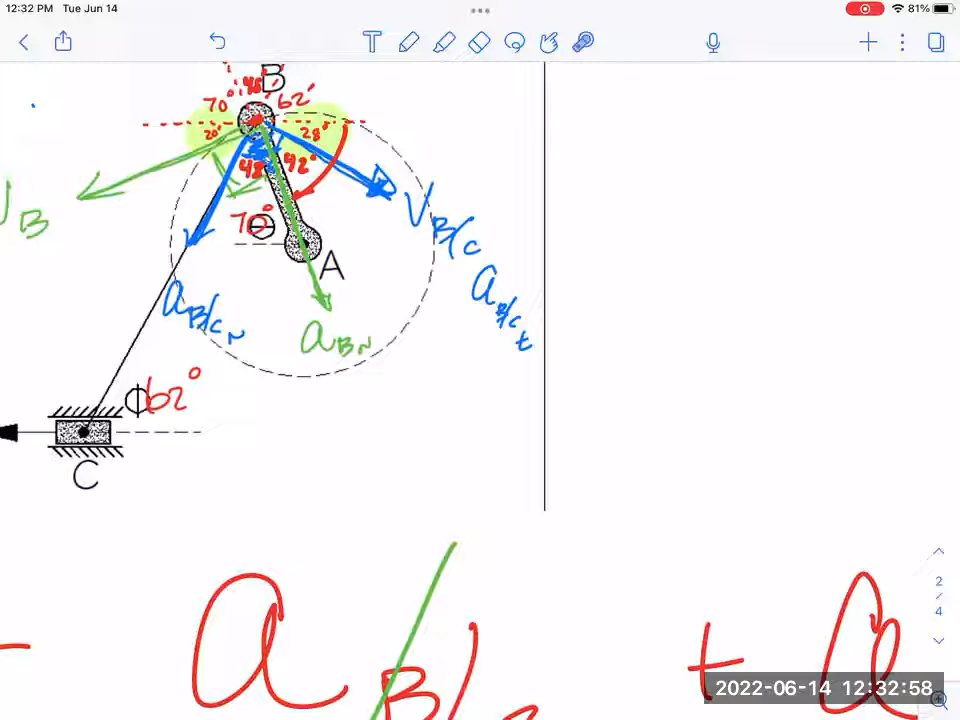 12:32 PM Tue Jun 14
81%
T
B
48° 62°
70°
20° 28°
48° 42°
70°
θ
V_B
V_B/C
A
a_B/C_t
a_B/C_N
a_B_N
Φ 62°
C
2
/
4
a_B/ + a
2022-06-14 12:32:58